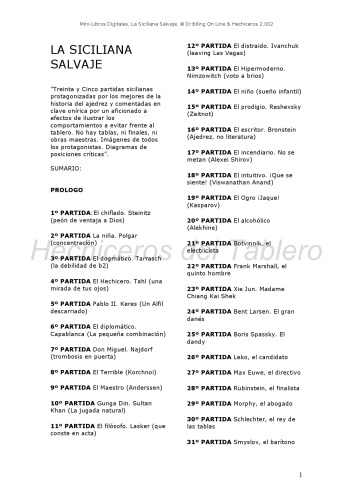 Mini-Libros Digitales. La Siciliana Salvaje. © Dribiling On Line & Hechiceros 2.002
LA SICILIANA
SALVAJE
"Treinta y Cinco partidas sicilianas
protagonizadas por los mejores de la
historia del ajedrez y comentadas en
clave onírica por un aficionado a
efectos de ilustrar los
comportamientos a evitar frente al
tablero. No hay tablas, ni finales, ni
obras maestras. Imágenes de todos
los protagonistas. Diagramas de
posiciones críticas".
SUMARIO:
PROLOGO
1º PARTIDA:El chiflado. Steinitz
(peón de ventaja a Dios)
2º PARTIDA La niña. Polgar
(concentración)
3º PARTIDA El dogmático. Tarrasch
(la debilidad de b2)
4º PARTIDA El Hechicero. Tahl (una
mirada de tus ojos)
5º PARTIDA Pablo II. Keres (Un Alfil
descarriado)
6º PARTIDA El diplomático.
Capablanca (La pequeña combinación)
7º PARTIDA Don Miguel. Najdorf
(trombosis en puerta)
8º PARTIDA El Terrible (Korchnoi)
9º PARTIDA El Maestro (Anderssen)
10º PARTIDA Gunga Din. Sultan
Khan (La jugada natural)
11º PARTIDA El filósofo. Lasker (que
conste en acta)
12º PARTIDA El distraido. Ivanchuk
(leaving Las Vegas)
13º PARTIDA El Hipermoderno.
Nimzowitch (voto a brios)
14º PARTIDA El niño (sueño infantil)
15º PARTIDA El prodigio. Reshevsky
(Zeitnot)
16º PARTIDA El escritor. Bronstein
(Ajedrez, no literatura)
17º PARTIDA El incendiario. No se
metan (Alexei Shirov)
18º PARTIDA El intuitivo. ¡Que se
siente! (Viswanathan Anand)
19º PARTIDA El Ogro ¡Jaque!
(Kasparov)
20º PARTIDA El alcohólico
(Alekhine)
21º PARTIDA Botvinnik, el
eléctricista
22º PARTIDA Frank Marshall, el
quinto hombre
23º PARTIDA Xie Jun. Madame
Chiang Kai Shek
24º PARTIDA Bent Larsen. El gran
danés
25º PARTIDA Boris Spassky. El
dandy
26º PARTIDA Leko, el candidato
27º PARTIDA Max Euwe, el directivo
28º PARTIDA Rubinstein, el finalista
29º PARTIDA Morphy, el abogado
30º PARTIDA Schlechter, el rey de
las tablas
31º PARTIDA Smyslov, el barítono
Hechiceros del Tablero
1